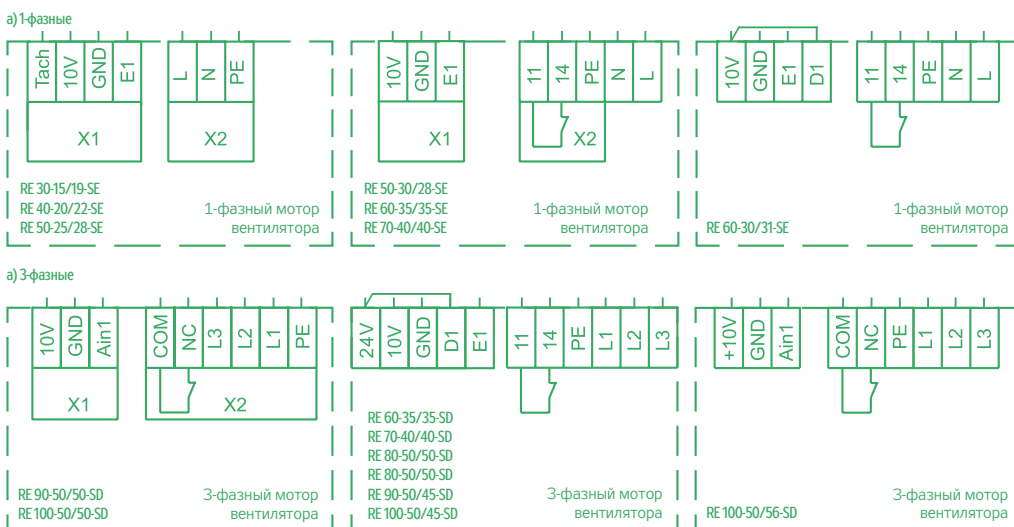 а) 1-фазные
Tach 10V GND E1 L N PE
X1 X2
RE 30-15/19-SE
RE 40-20/22-SE
RE 50-25/28-SE
1-фазный мотор
вентилятора
10V GND E1 11 14 PE N L
X1 X2
RE 50-30/28-SE
RE 60-35/35-SE
RE 70-40/40-SE
1-фазный мотор
вентилятора
10V GND E1 D1 11 14 PE N L
RE 60-30/31-SE
1-фазный мотор
вентилятора
а) 3-фазные
10V GND Ain1 COM NC L3 L2 L1 PE
X1 X2
RE 90-50/50-SD
RE 100-50/50-SD
3-фазный мотор
вентилятора
24V 10V GND D1 E1 11 14 PE L1 L2 L3
RE 60-35/35-SD
RE 70-40/40-SD
RE 80-50/50-SD
RE 80-50/50-SD
RE 90-50/45-SD
RE 100-50/45-SD
3-фазный мотор
вентилятора
+10V GND Ain1 COM NC PE L1 L2 L3
RE 100-50/56-SD
3-фазный мотор
вентилятора